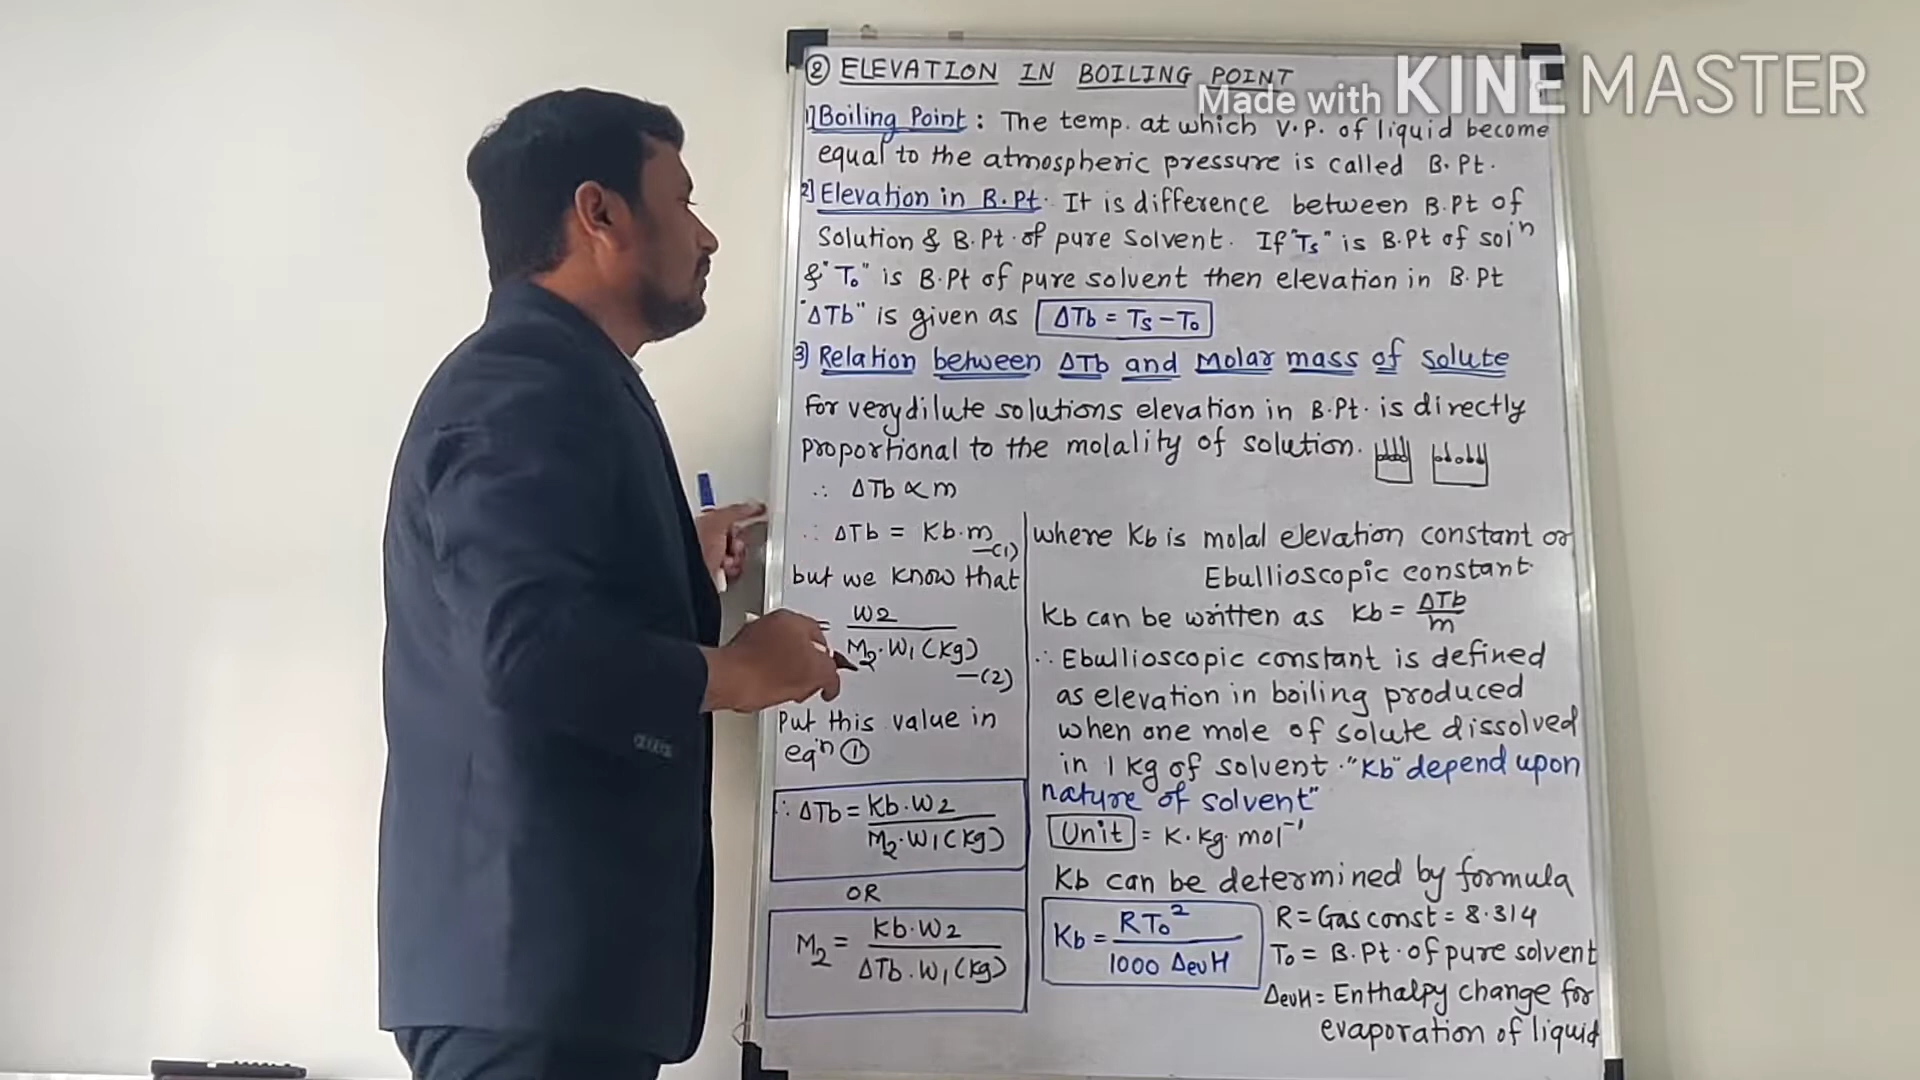 ② ELEVATION IN BOILING POINT
Made with KINEMASTER
1] Boiling Point : The temp. at which V.P. of liquid become
equal to the atmospheric pressure is called B.Pt.
2] Elevation in B.Pt. It is difference between B.Pt of
Solution & B.Pt. of pure solvent. If "Ts" is B.Pt of solⁿ
& "T₀" is B.Pt of pure solvent then elevation in B.Pt
"ΔTb" is given as ΔTb = Ts − T₀
3] Relation between ΔTb and Molar mass of solute
For very dilute solutions elevation in B.Pt. is directly
proportional to the molality of solution.
∴ ΔTb ∝ m
∴ ΔTb = Kb.m —(1)
but we know that
= W2 / M₂.W₁(Kg) —(2)
Put this value in
eqⁿ ①
∴ ΔTb = Kb.W2 / M₂.W₁(Kg)
OR
M₂ = Kb.W2 / ΔTb.W₁(Kg)
where Kb is molal elevation constant or
Ebullioscopic constant.
Kb can be written as Kb = ΔTb / m
∴ Ebullioscopic constant is defined
as elevation in boiling produced
when one mole of solute dissolved
in 1 kg of solvent. "Kb" depend upon
nature of solvent"
Unit = K.Kg.mol⁻¹
Kb can be determined by formula
Kb = RT₀² / 1000 ΔevH
R = Gas const = 8.314
T₀ = B.Pt. of pure solvent
ΔevH = Enthalpy change for
evaporation of liquid